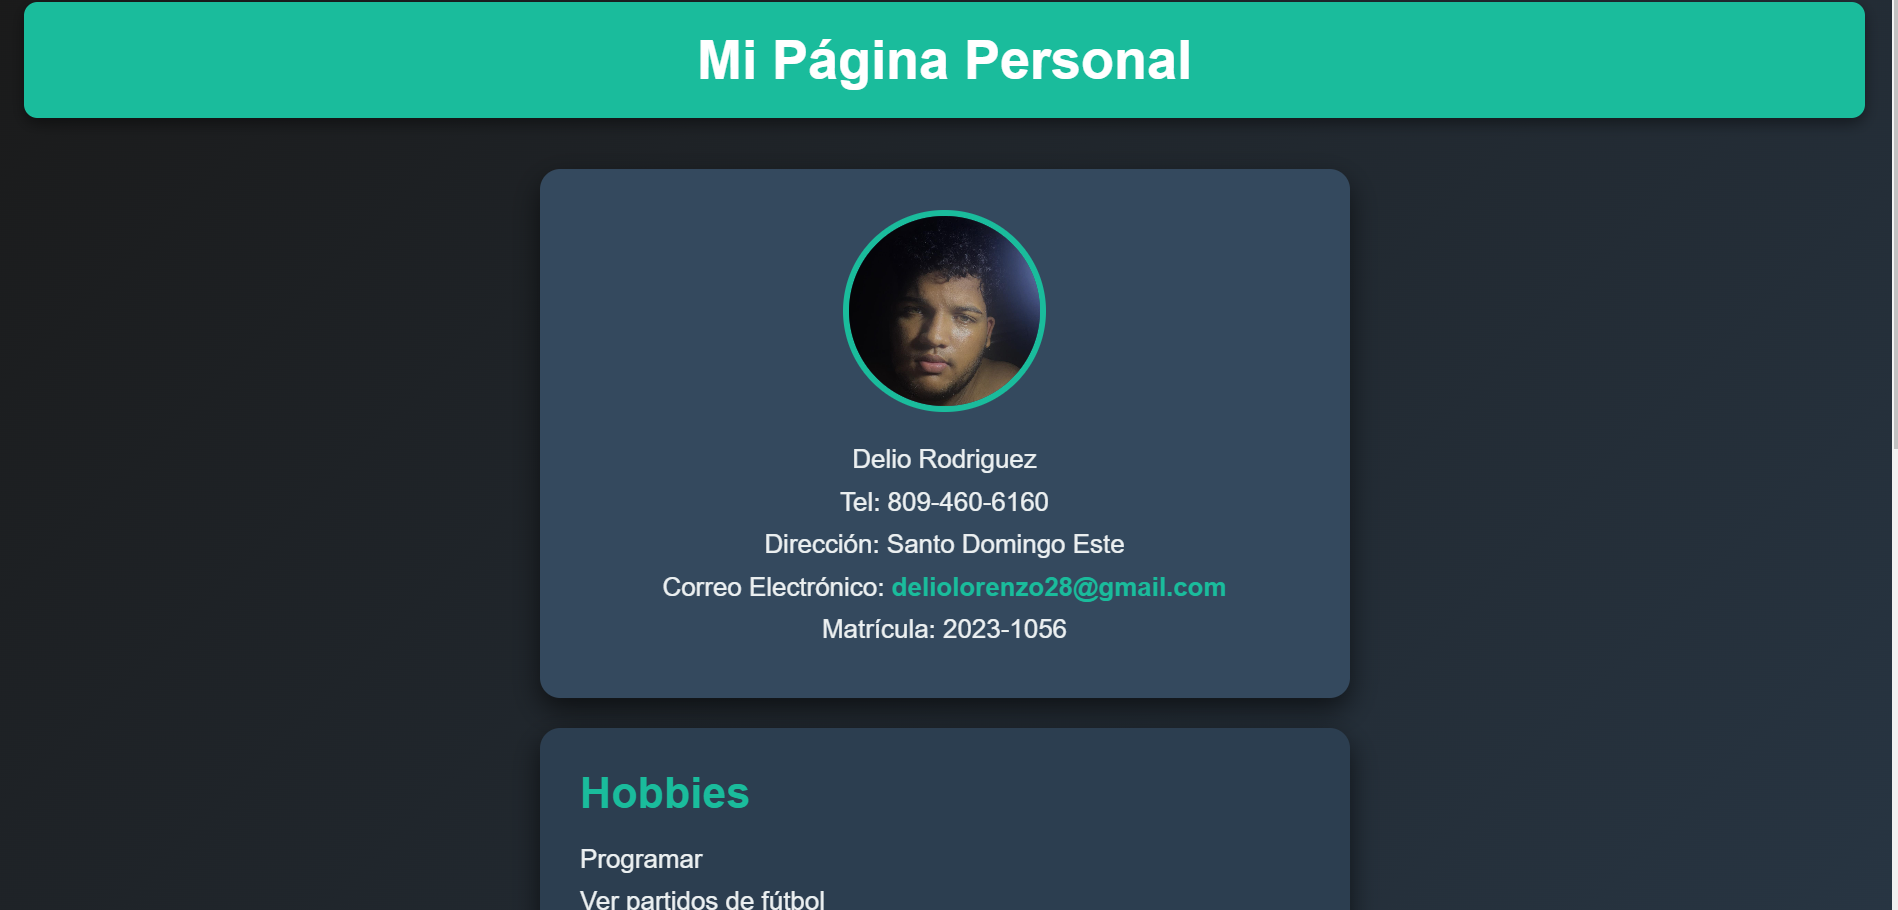 Mi Página Personal
Delio Rodriguez
Tel: 809-460-6160
Dirección: Santo Domingo Este
Correo Electrónico: deliolorenzo28@gmail.com
Matrícula: 2023-1056
Hobbies
Programar
Ver partidos de fútbol